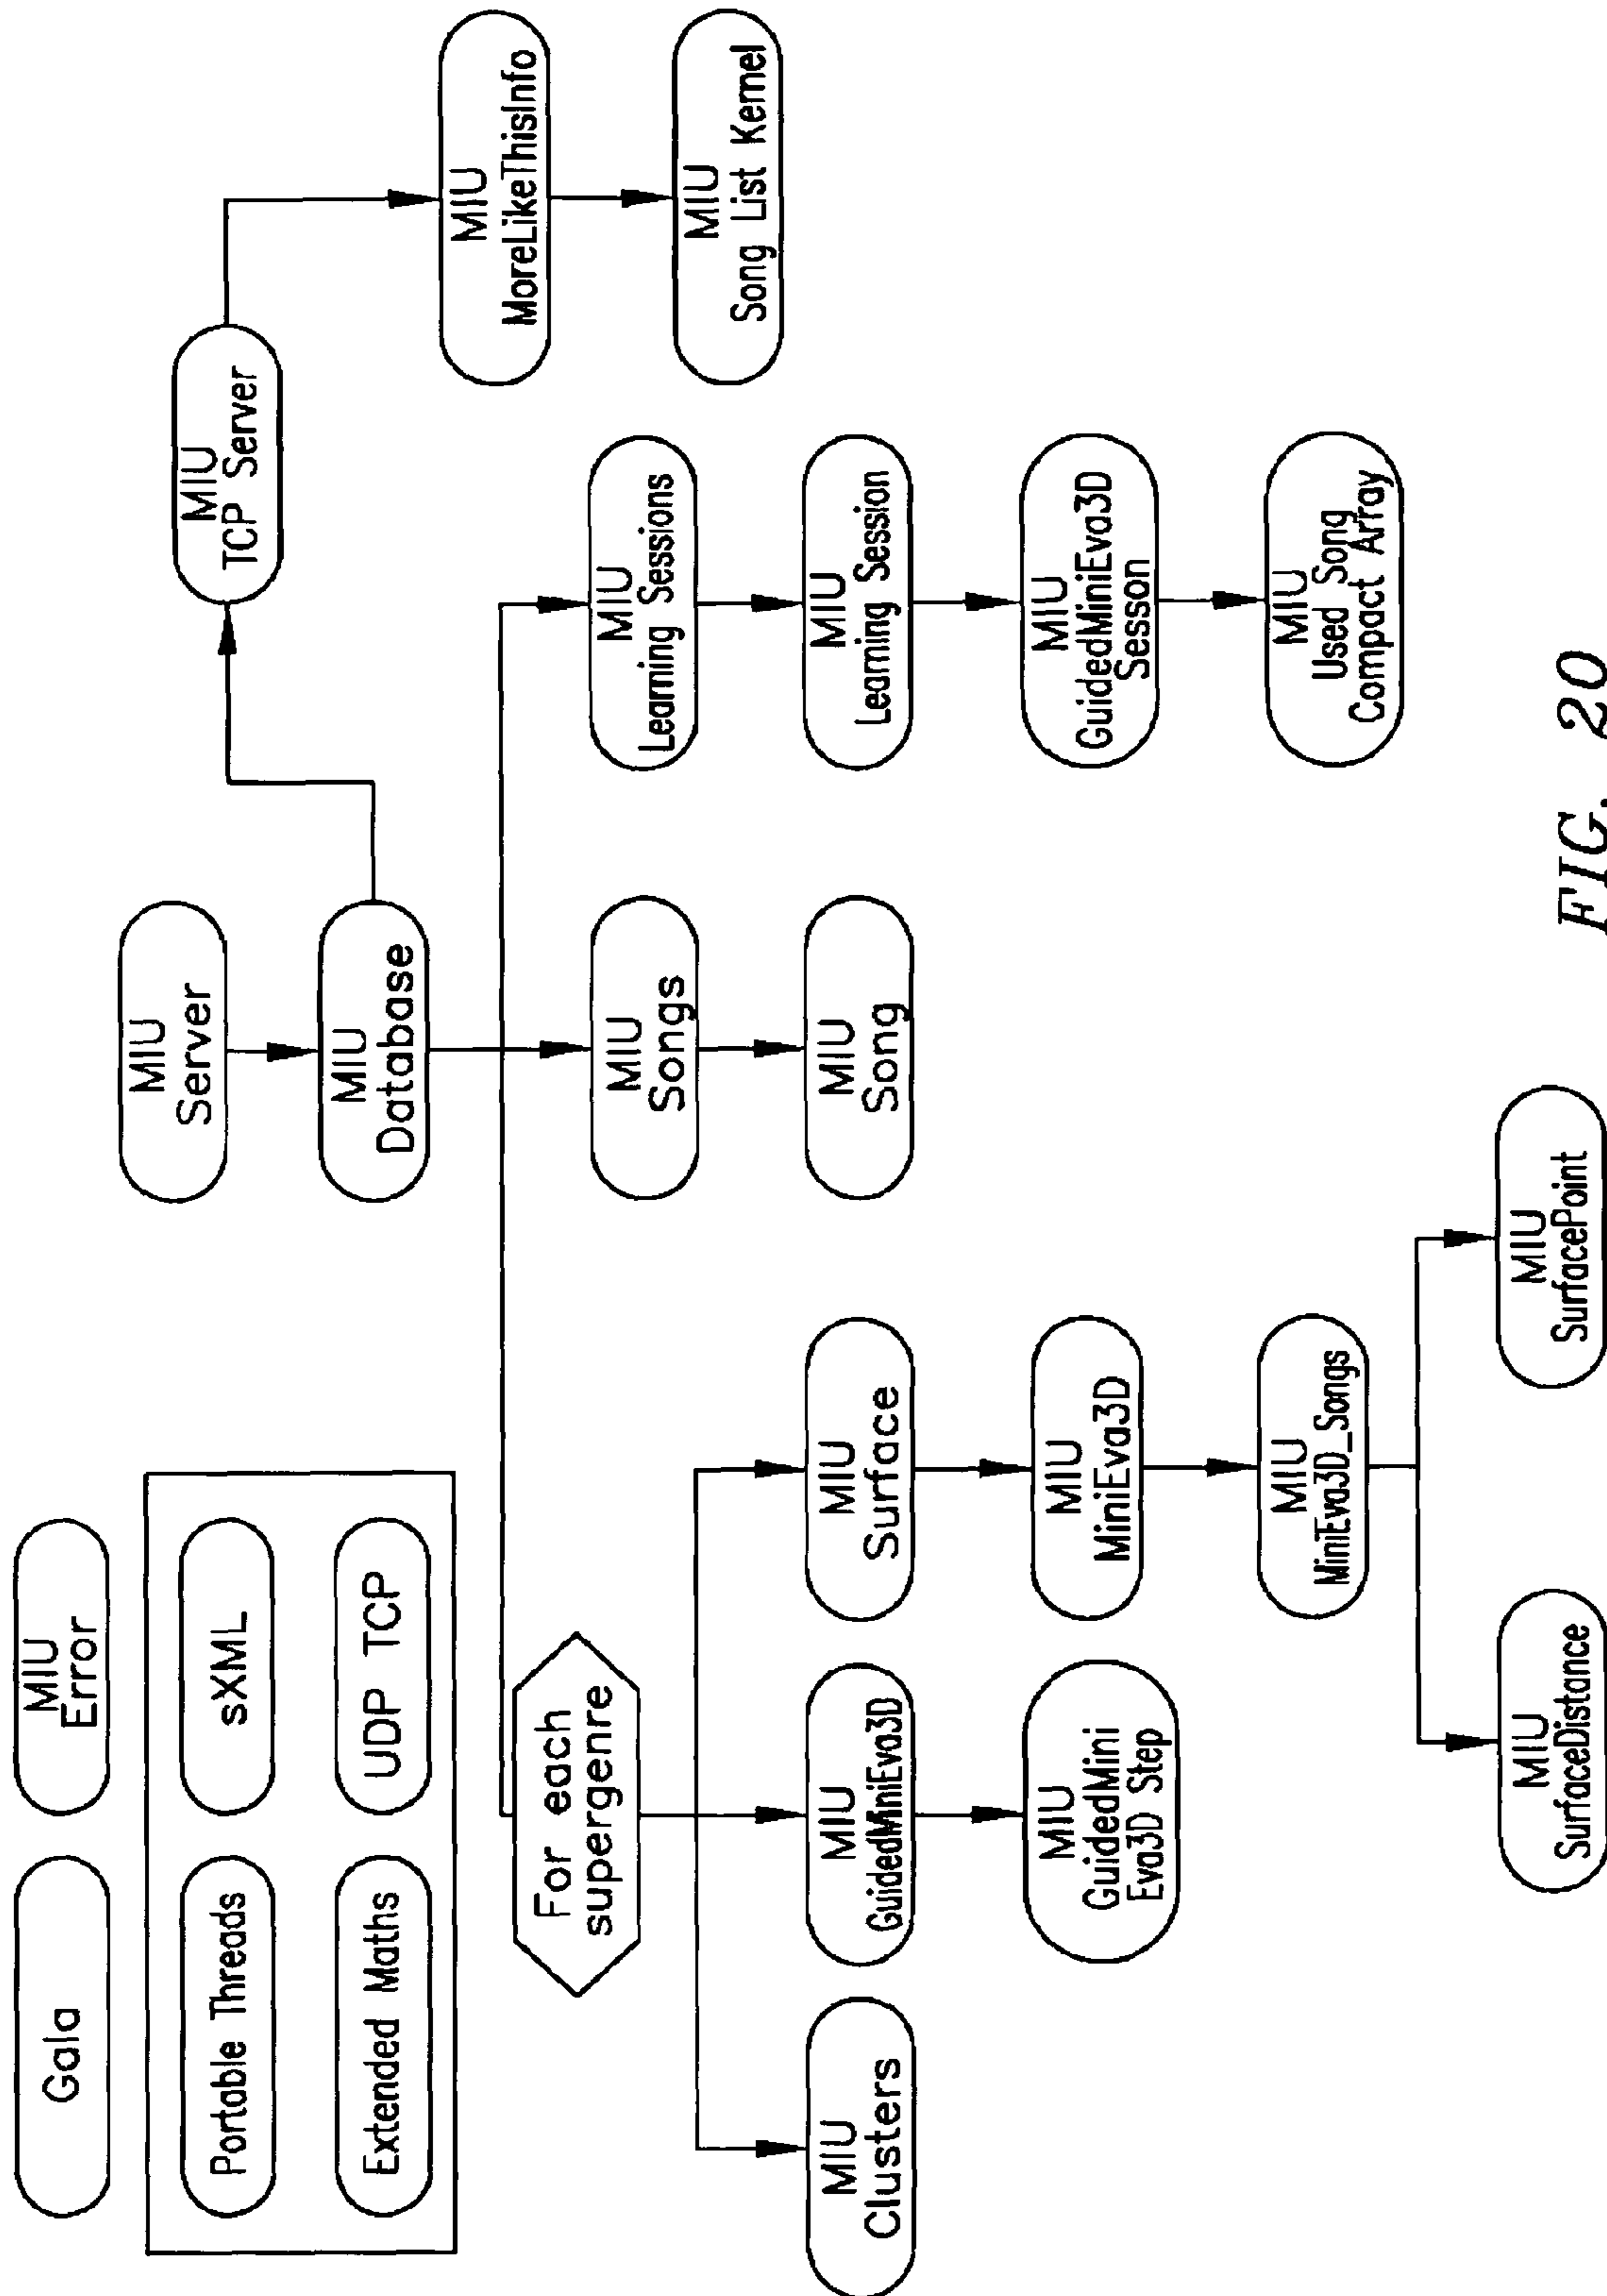 Gala
MIU
Error
Portable Threads
sXML
Extended Maths
UDP TCP
MIU
Server
MIU
Database
MIU
TCP Server
MIU
MoreLikeThisInfo
MIU
Song List Kernel
For each
supergenre
MIU
Songs
MIU
Song
MIU
Learning Sessions
MIU
Learning Session
MIU
GuidedMiniEva3D
Sesson
MIU
Used Song
Compact Array
MIU
Clusters
MIU
GuidedMiniEva3D
MIU
GuidedMini
Eva3D Step
MIU
Surface
MIU
MiniEva3D
MIU
MiniEva3D_Songs
MIU
SurfaceDistance
MIU
SurfacePoint
FIG. 20